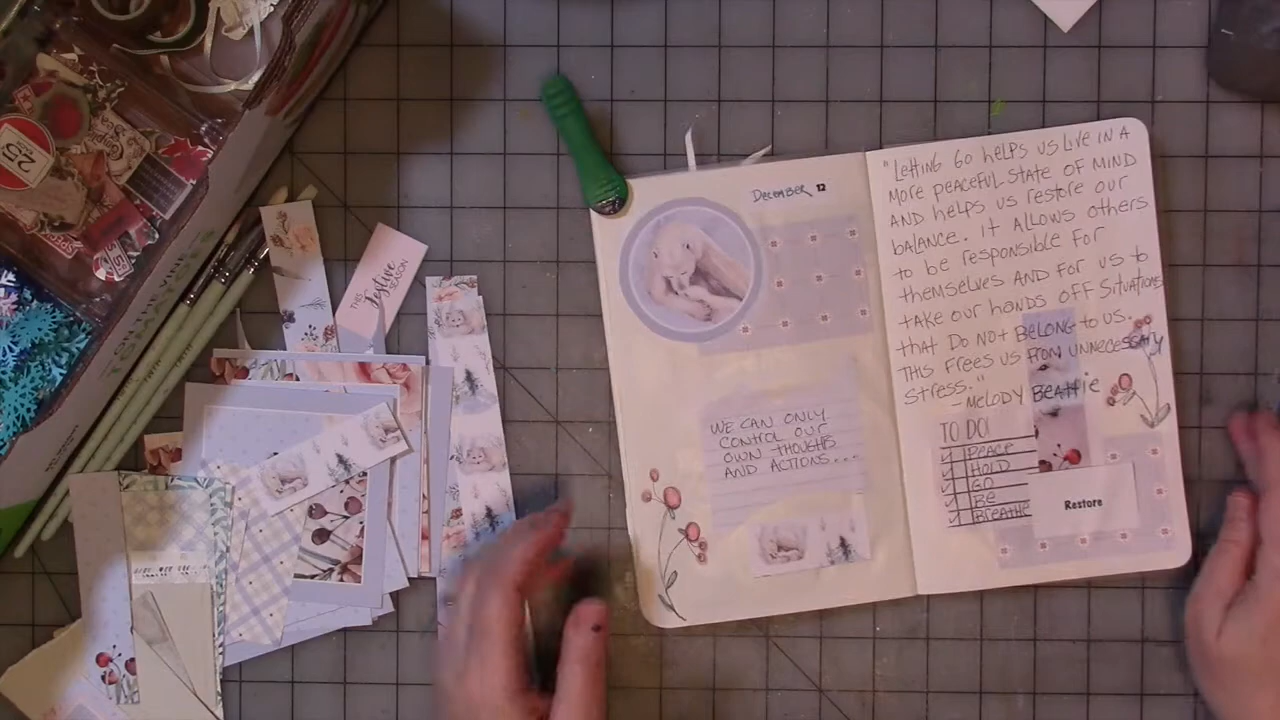 December 12
WE CAN ONLY
CONTROL OUR
OWN THOUGHTS
AND ACTIONS...
"Letting Go helps us live in a
more peaceful state of mind
and helps us restore our
balance. It allows others
to be responsible for
themselves and for us to
take our hands off situations
that do not belong to us.
This frees us from unnecessary
stress."
-Melody Beattie
TO DO!
Peace
Hold
Go
Be
Breathe
Restore
THIS
festive
SEASON
25